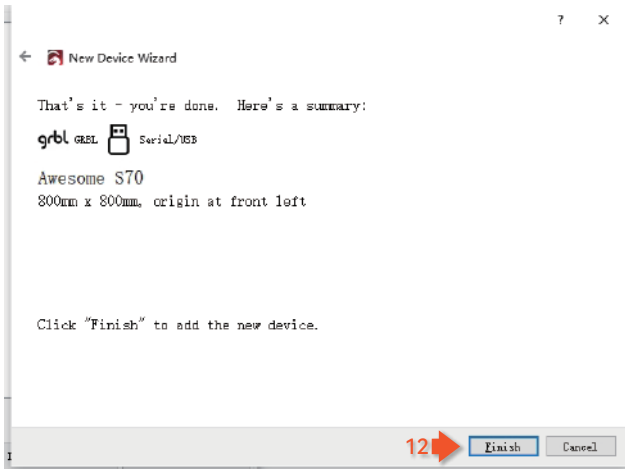 ? ×
← New Device Wizard
That's it - you're done. Here's a summary:
grbl GRBL Serial/USB
Awesome S70
800mm x 800mm, origin at front left
Click "Finish" to add the new device.
12 Finish Cancel